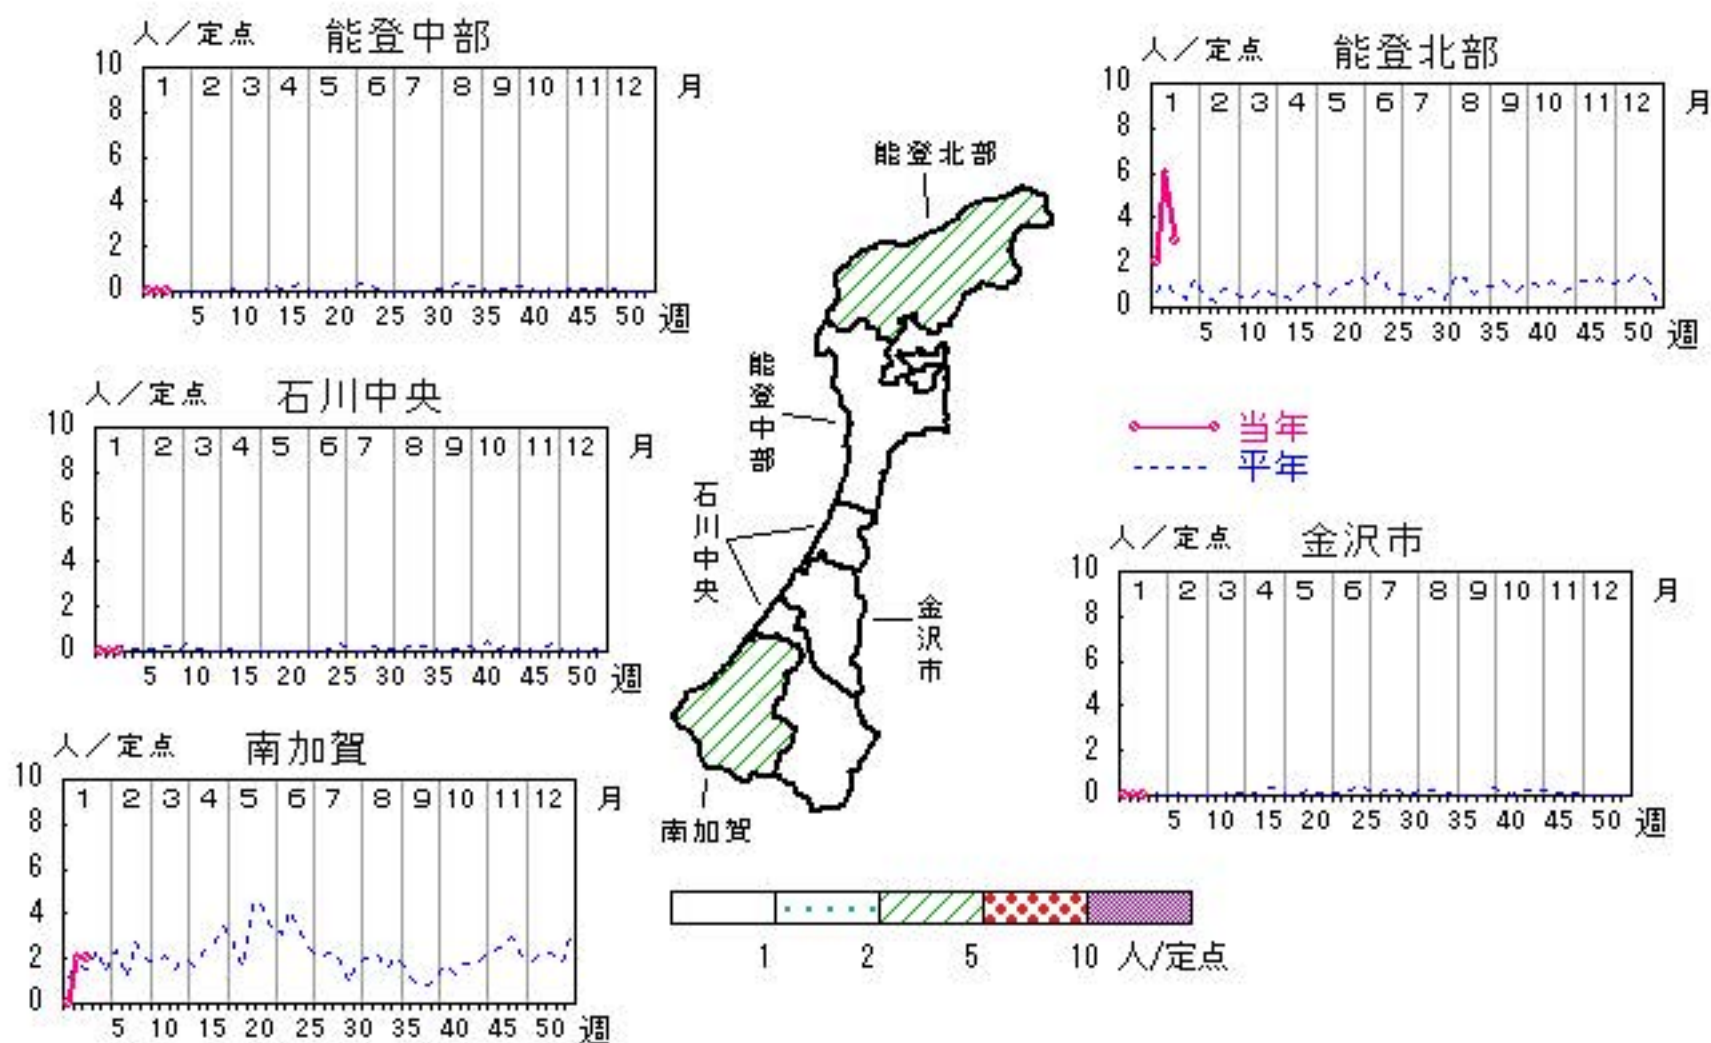 人／定点 能登中部
10 8 6 4 2 0
1 2 3 4 5 6 7 8 9 10 11 12 月
5 10 15 20 25 30 35 40 45 50 週
人／定点 能登北部
10 8 6 4 2 0
1 2 3 4 5 6 7 8 9 10 11 12 月
5 10 15 20 25 30 35 40 45 50 週
能登北部
能登中部
石川中央
金沢市
南加賀
人／定点 石川中央
10 8 6 4 2 0
1 2 3 4 5 6 7 8 9 10 11 12 月
5 10 15 20 25 30 35 40 45 50 週
当年
平年
人／定点 金沢市
10 8 6 4 2 0
1 2 3 4 5 6 7 8 9 10 11 12 月
5 10 15 20 25 30 35 40 45 50 週
人／定点 南加賀
10 8 6 4 2 0
1 2 3 4 5 6 7 8 9 10 11 12 月
5 10 15 20 25 30 35 40 45 50 週
1 2 5 10 人/定点